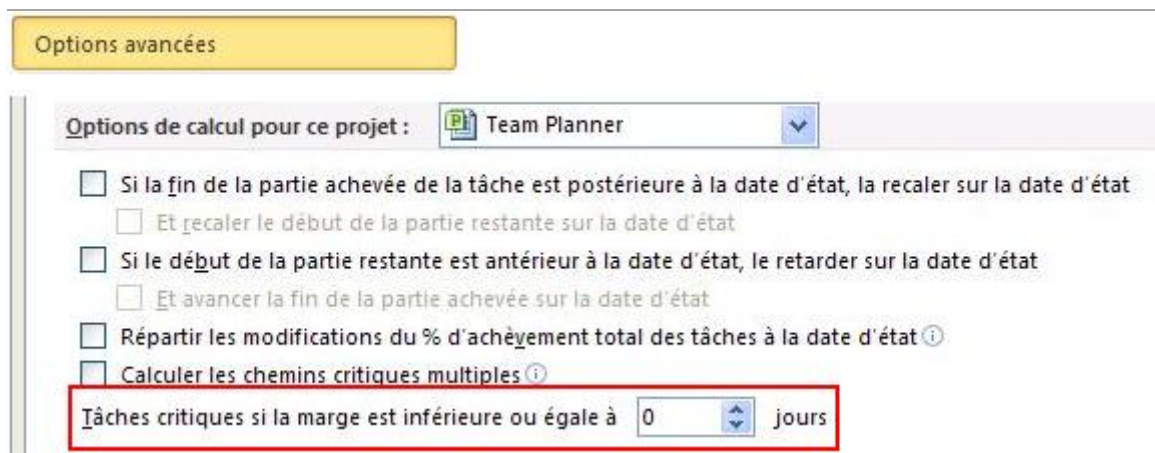 Options avancées
Options de calcul pour ce projet : Team Planner
Si la fin de la partie achevée de la tâche est postérieure à la date d'état, la recaler sur la date d'état
Et recaler le début de la partie restante sur la date d'état
Si le début de la partie restante est antérieur à la date d'état, le retarder sur la date d'état
Et avancer la fin de la partie achevée sur la date d'état
Répartir les modifications du % d'achèvement total des tâches à la date d'état
Calculer les chemins critiques multiples
Tâches critiques si la marge est inférieure ou égale à 0 jours